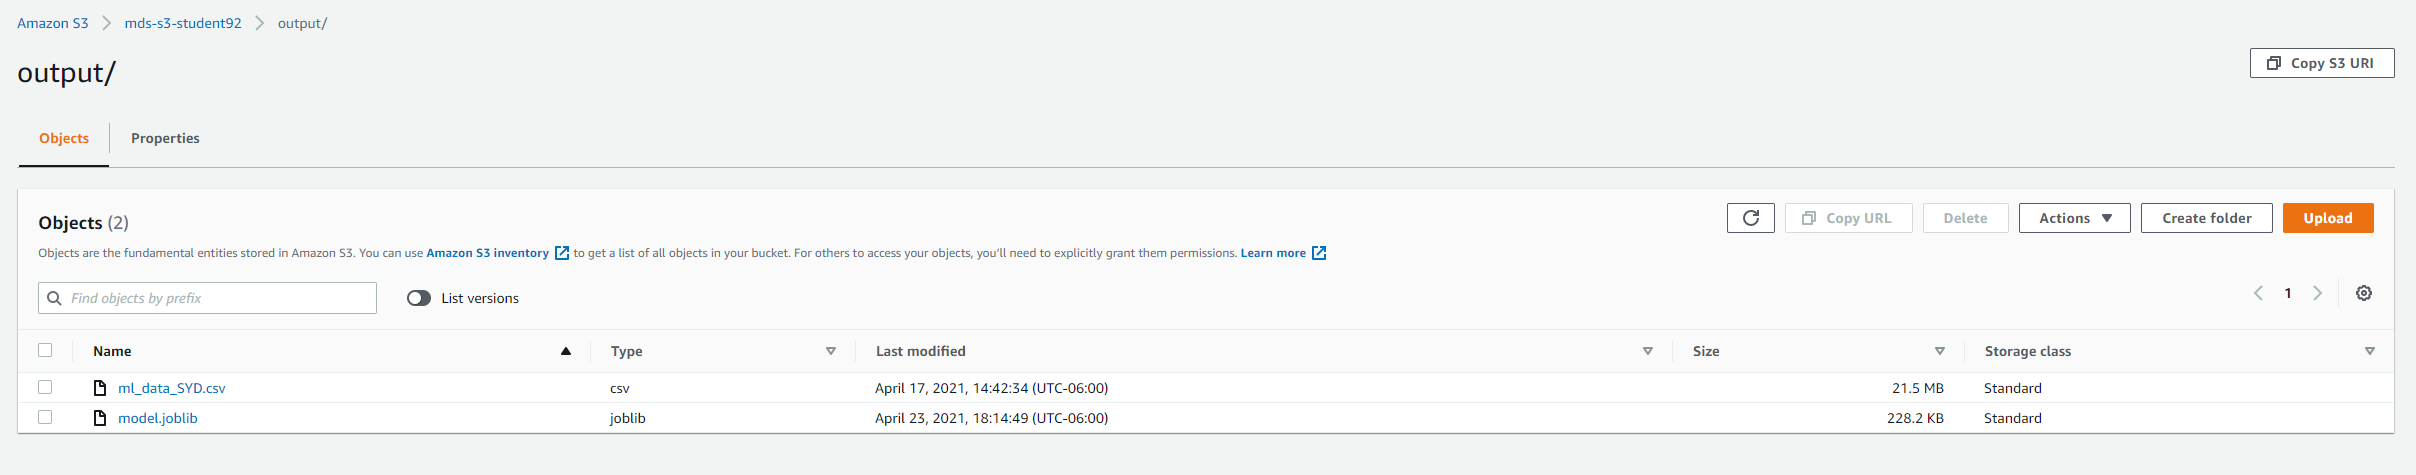 Amazon S3 mds-s3-student92 output/
output/
Copy S3 URI
Objects Properties
Objects (2)
Copy URL Delete Actions Create folder Upload
Objects are the fundamental entities stored in Amazon S3. You can use Amazon S3 inventory to get a list of all objects in your bucket. For others to access your objects, you'll need to explicitly grant them permissions. Learn more
Find objects by prefix List versions 1
Name Type Last modified Size Storage class
ml_data_SYD.csv csv April 17, 2021, 14:42:34 (UTC-06:00) 21.5 MB Standard
model.joblib joblib April 23, 2021, 18:14:49 (UTC-06:00) 228.2 KB Standard